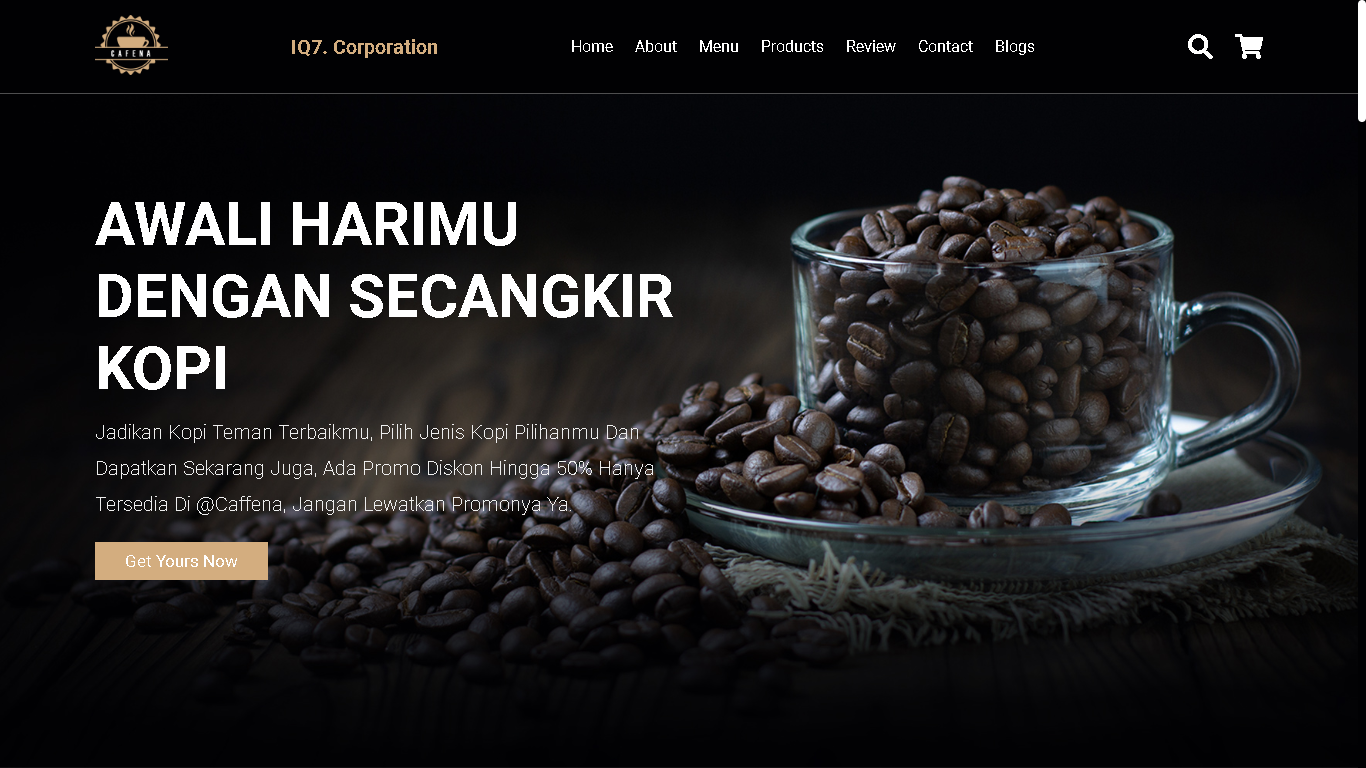 CAFENA
IQ7. Corporation
Home About Menu Products Review Contact Blogs
AWALI HARIMU
DENGAN SECANGKIR
KOPI
Jadikan Kopi Teman Terbaikmu, Pilih Jenis Kopi Pilihanmu Dan
Dapatkan Sekarang Juga, Ada Promo Diskon Hingga 50% Hanya
Tersedia Di @Caffena, Jangan Lewatkan Promonya Ya.
Get Yours Now